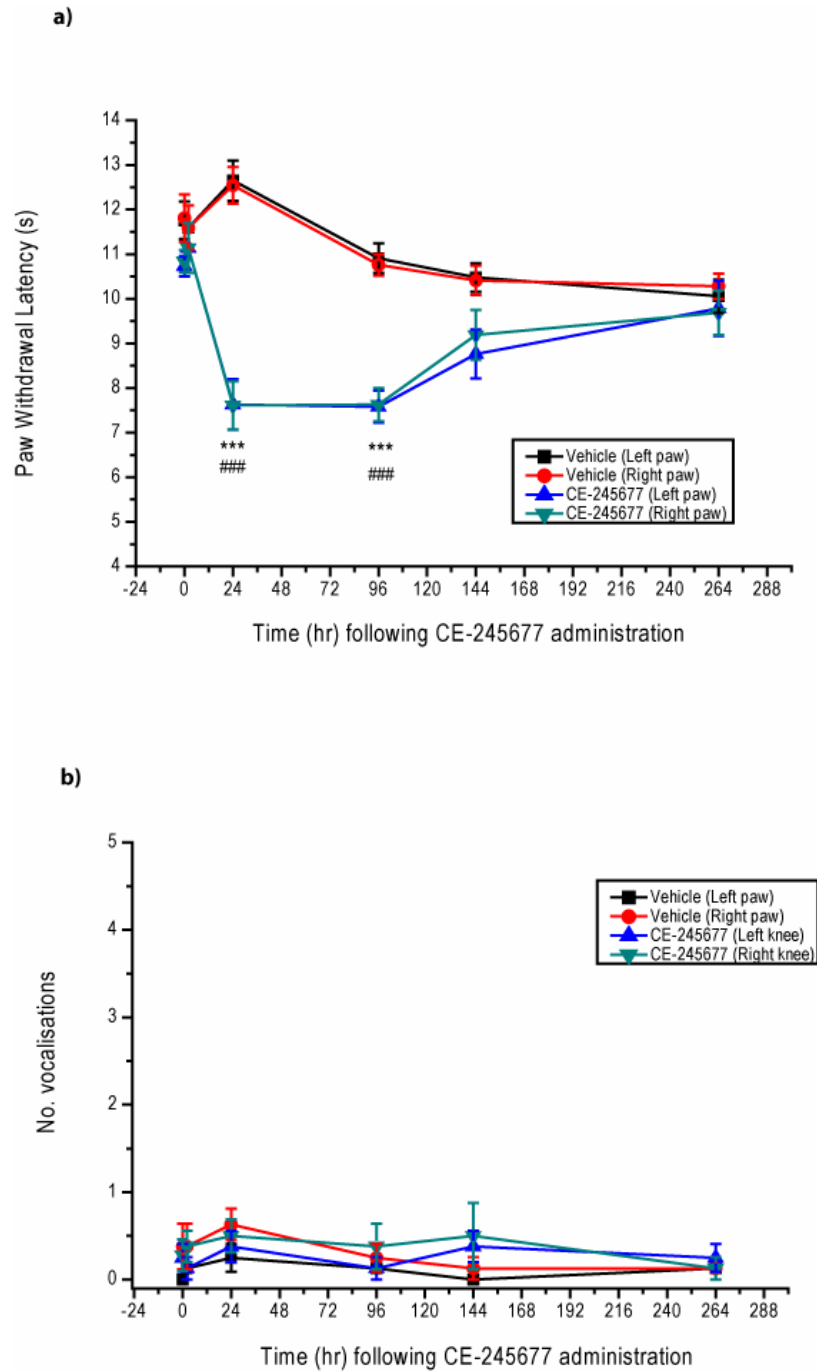 a)
14
13
12
11
10
9
8
7
6
5
4
Paw Withdrawal Latency (s)
***
###
***
###
Vehicle (Left paw)
Vehicle (Right paw)
CE-245677 (Left paw)
CE-245677 (Right paw)
-24 0 24 48 72 96 120 144 168 192 216 240 264 288
Time (hr) following CE-245677 administration
b)
5
4
3
2
1
0
No. vocalisations
Vehicle (Left paw)
Vehicle (Right paw)
CE-245677 (Left knee)
CE-245677 (Right knee)
-24 0 24 48 72 96 120 144 168 192 216 240 264 288
Time (hr) following CE-245677 administration